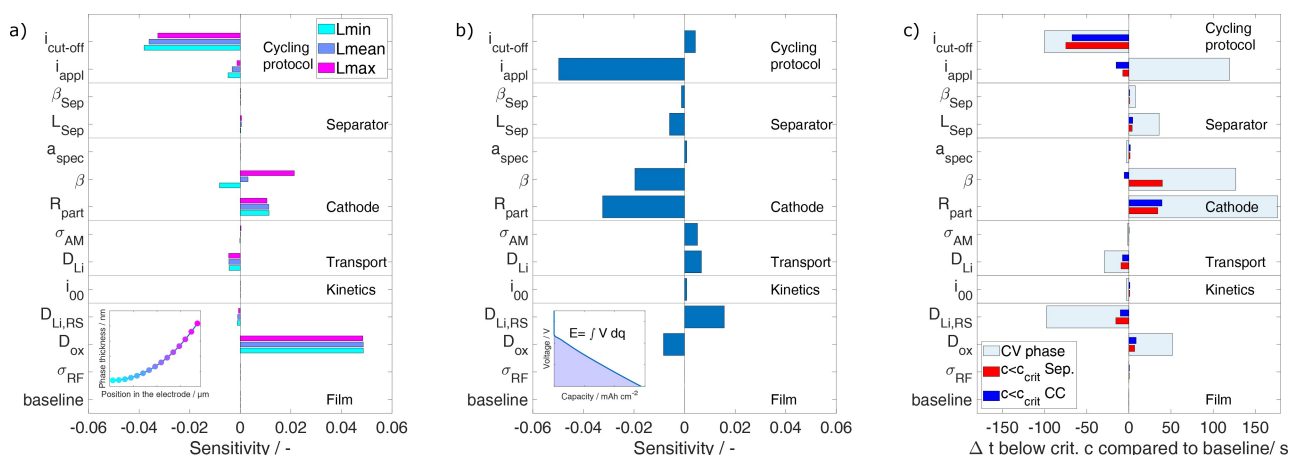 a)
i_cut-off
i_appl
β_Sep
L_Sep
a_spec
β
R_part
σ_AM
D_Li
i_00
D_Li,RS
D_ox
σ_RF
baseline
Lmin
Lmean
Lmax
Cycling
protocol
Separator
Cathode
Transport
Kinetics
Film
Phase thickness / nm
Position in the electrode / µm
-0.06 -0.04 -0.02 0 0.02 0.04 0.06
Sensitivity / -
b)
i_cut-off
i_appl
β_Sep
L_Sep
a_spec
β
R_part
σ_AM
D_Li
i_00
D_Li,RS
D_ox
σ_RF
baseline
Cycling
protocol
Separator
Cathode
Transport
Kinetics
Film
Voltage / V
E= ∫ V dq
Capacity / mAh cm⁻²
-0.06 -0.04 -0.02 0 0.02 0.04 0.06
Sensitivity / -
c)
i_cut-off
i_appl
β_Sep
L_Sep
a_spec
β
R_part
σ_AM
D_Li
i_00
D_Li,RS
D_ox
σ_RF
baseline
Cycling
protocol
Separator
Cathode
Transport
Kinetics
Film
CV phase
c<c_crit Sep.
c<c_crit CC
-150 -100 -50 0 50 100 150
Δ t below crit. c compared to baseline/ s